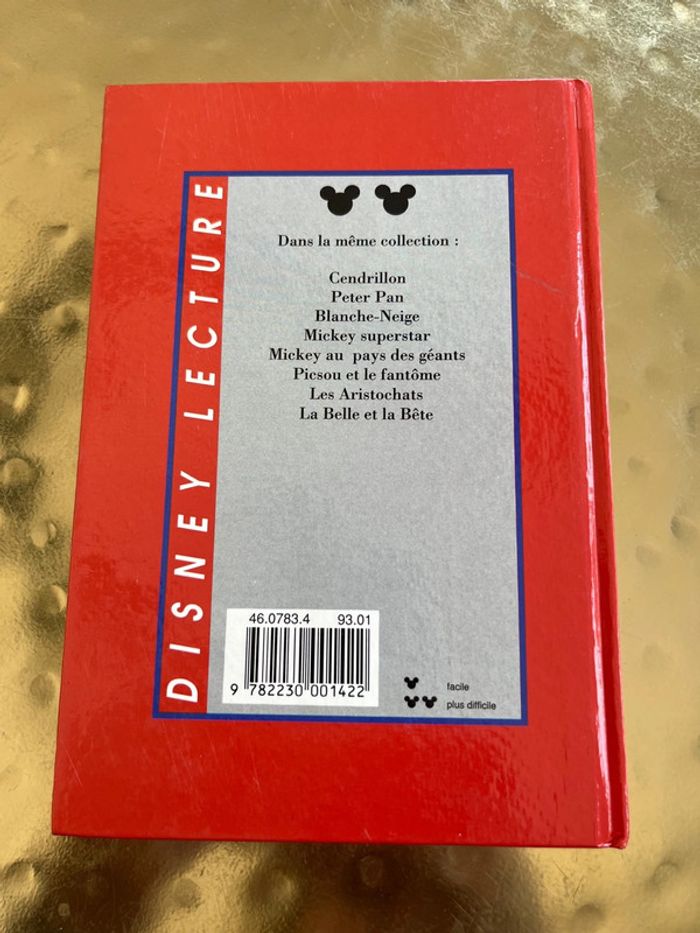 DISNEY LECTURE
Dans la même collection :
Cendrillon
Peter Pan
Blanche-Neige
Mickey superstar
Mickey au pays des géants
Picsou et le fantôme
Les Aristochats
La Belle et la Bête
46.0783.4 93.01
9 782230 001422
facile
plus difficile